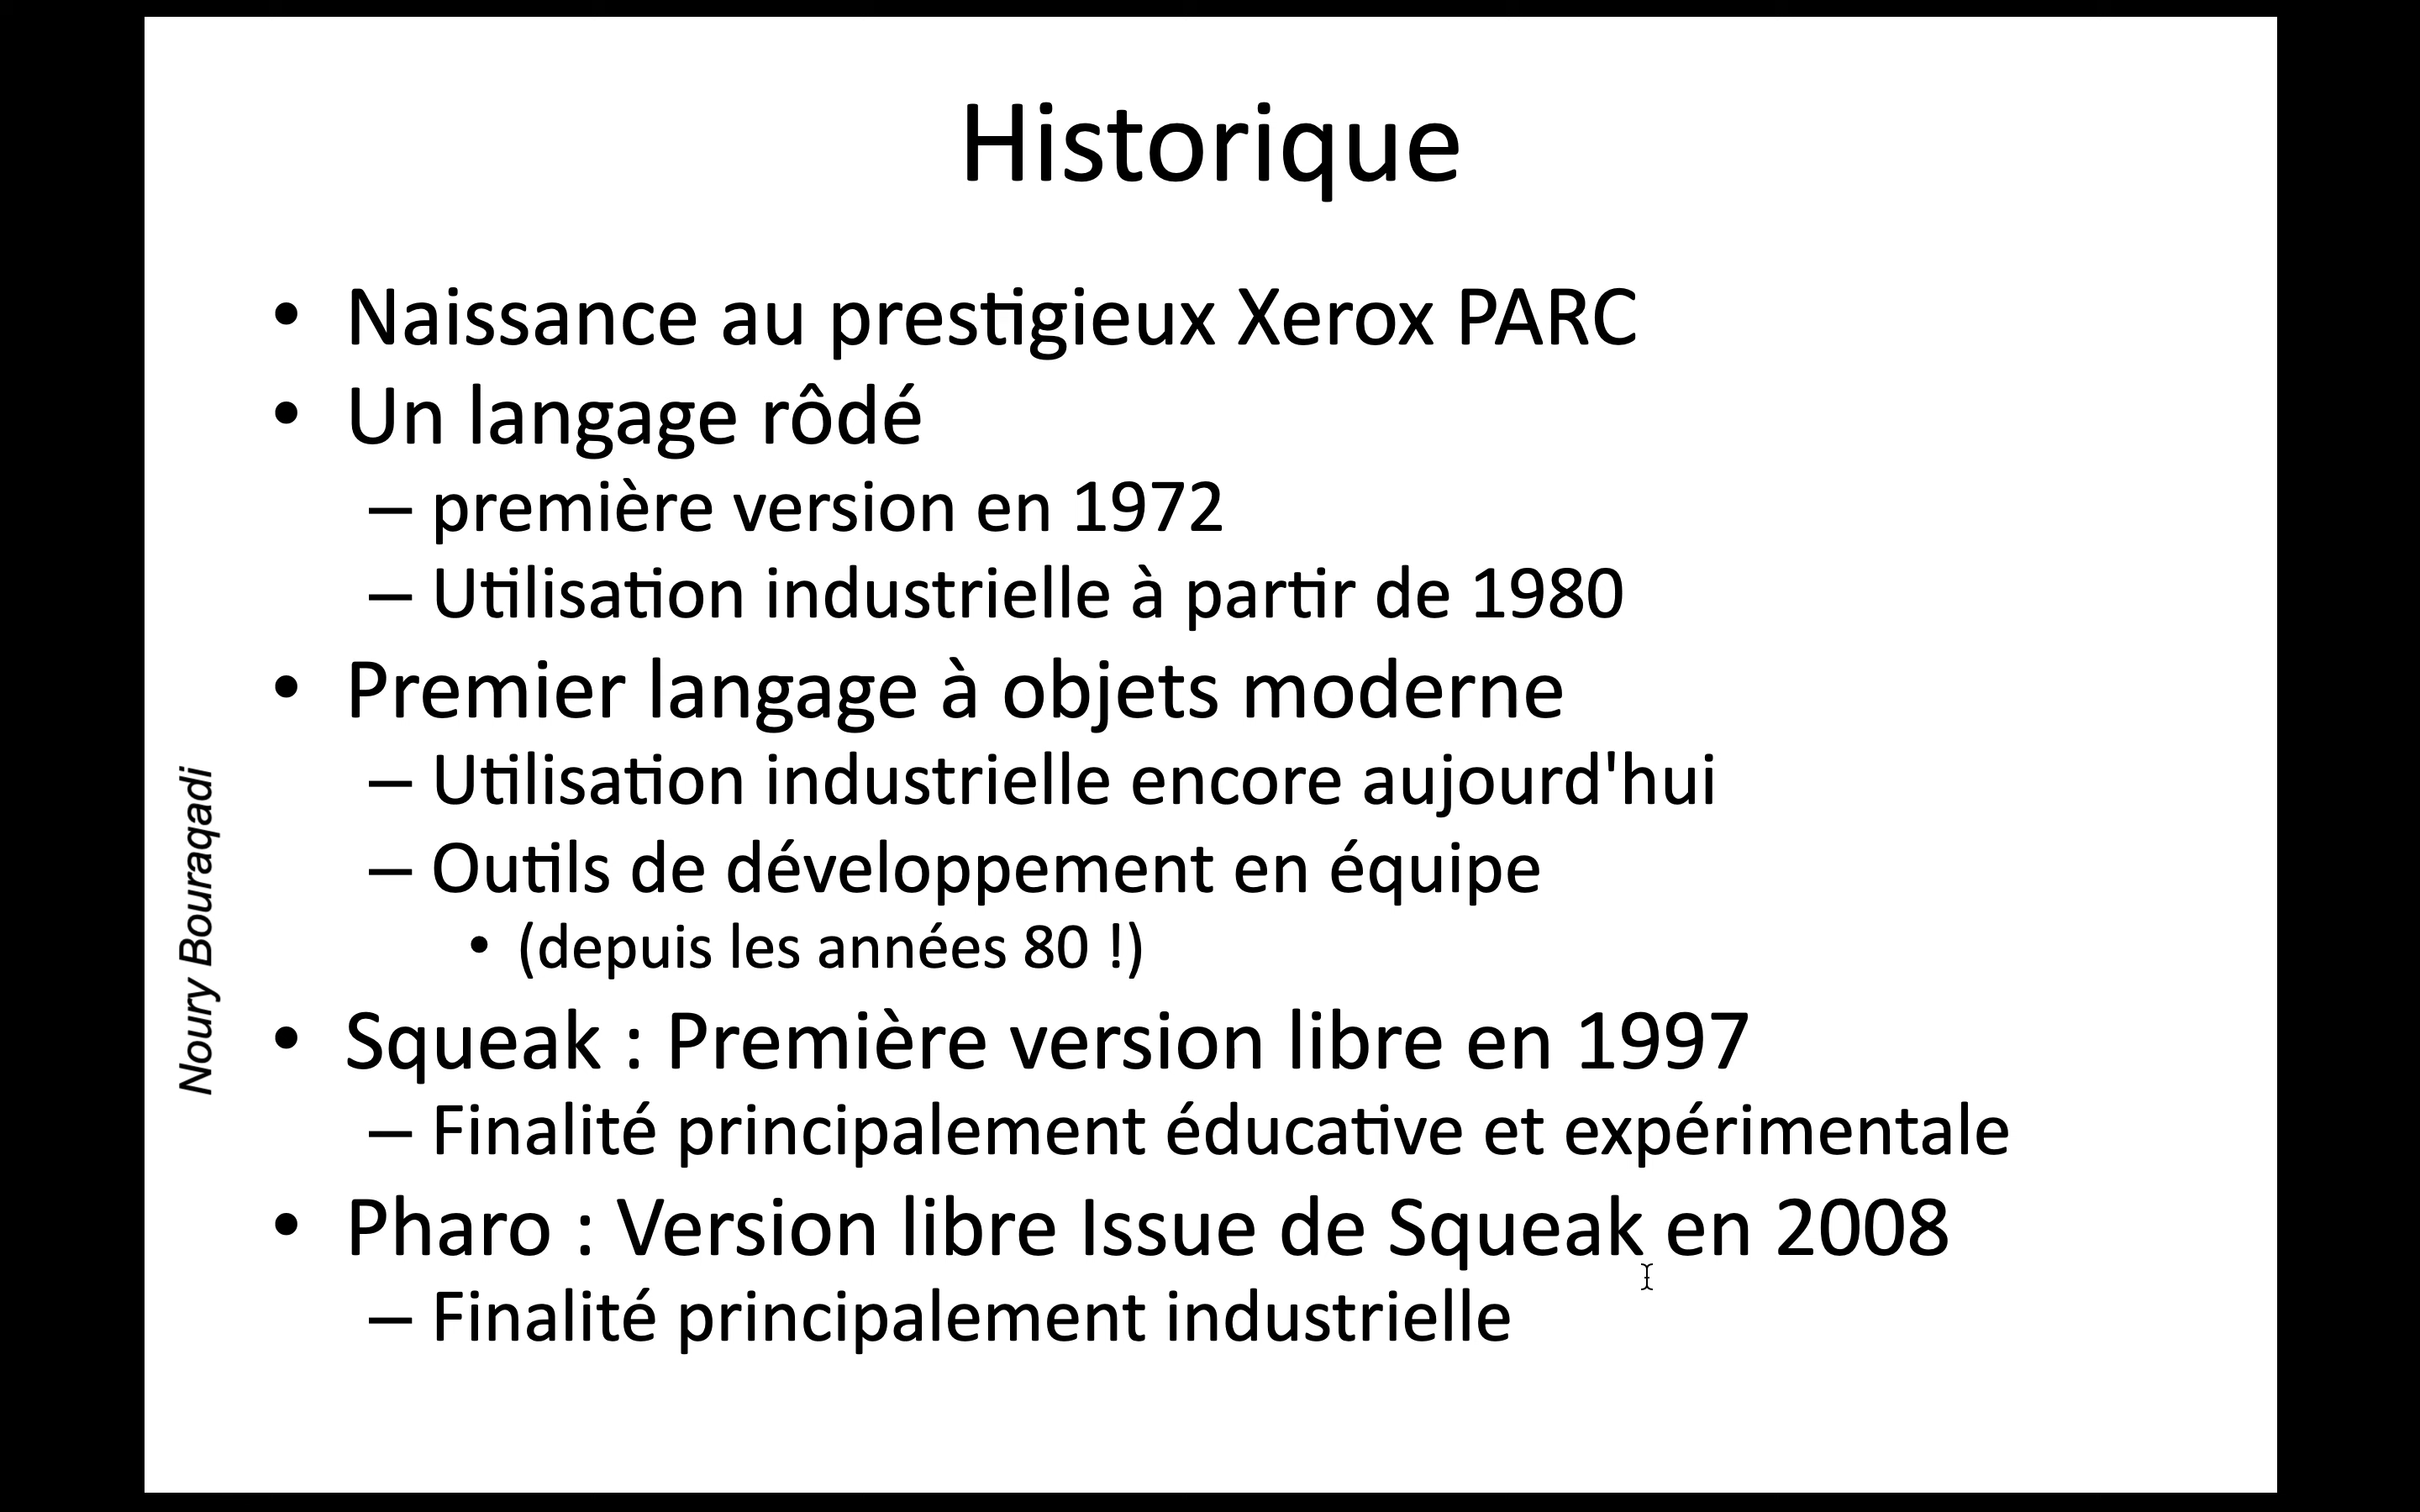 Historique
• Naissance au prestigieux Xerox PARC
• Un langage rôdé
– première version en 1972
– Utilisation industrielle à partir de 1980
• Premier langage à objets moderne
– Utilisation industrielle encore aujourd'hui
– Outils de développement en équipe
• (depuis les années 80 !)
• Squeak : Première version libre en 1997
– Finalité principalement éducative et expérimentale
• Pharo : Version libre Issue de Squeak en 2008
– Finalité principalement industrielle
Noury Bouraqadi